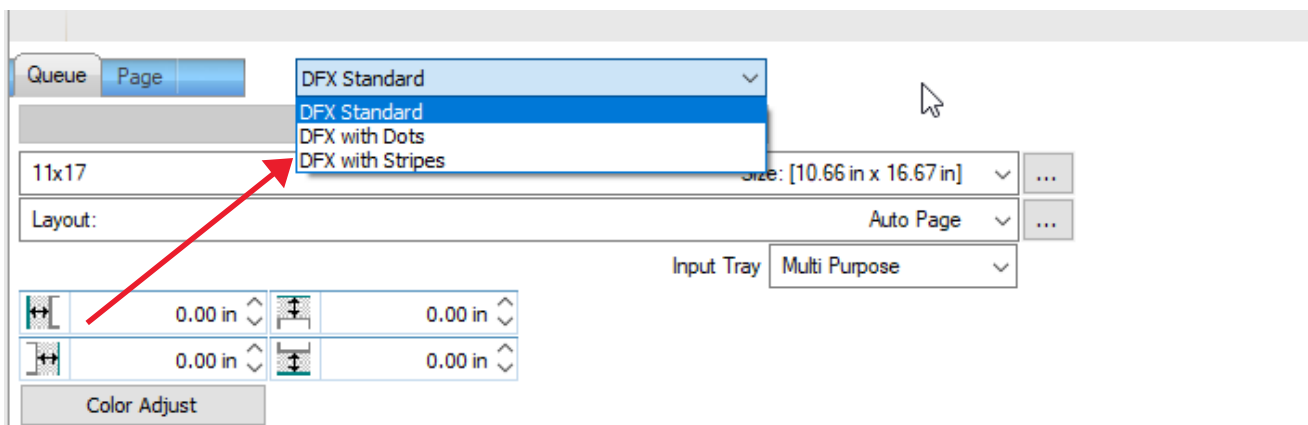 Queue Page DFX Standard
DFX Standard
DFX with Dots
DFX with Stripes
11x17 Size: [10.66 in x 16.67 in] ...
Layout: Auto Page ...
Input Tray Multi Purpose
0.00 in 0.00 in
0.00 in 0.00 in
Color Adjust